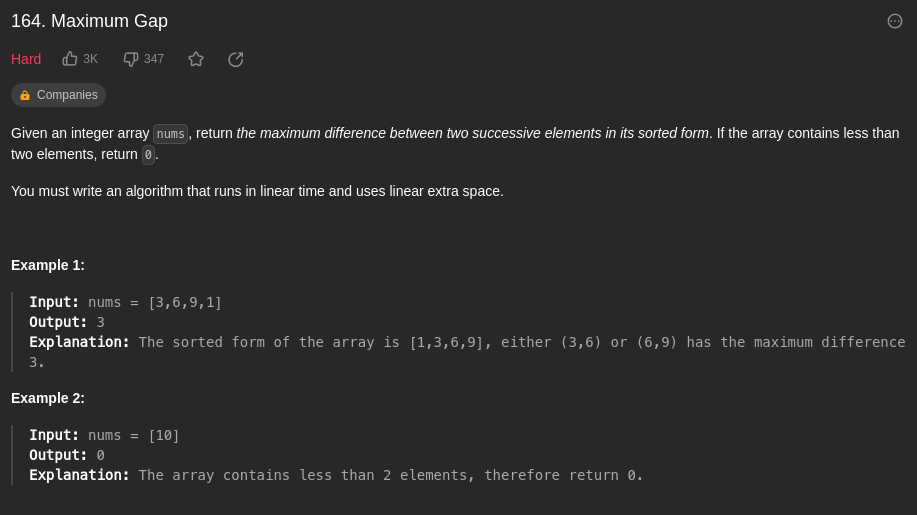 164. Maximum Gap
Hard 3K 347
Companies
Given an integer array nums, return the maximum difference between two successive elements in its sorted form. If the array contains less than
two elements, return 0.
You must write an algorithm that runs in linear time and uses linear extra space.
Example 1:
Input: nums = [3,6,9,1]
Output: 3
Explanation: The sorted form of the array is [1,3,6,9], either (3,6) or (6,9) has the maximum difference
3.
Example 2:
Input: nums = [10]
Output: 0
Explanation: The array contains less than 2 elements, therefore return 0.